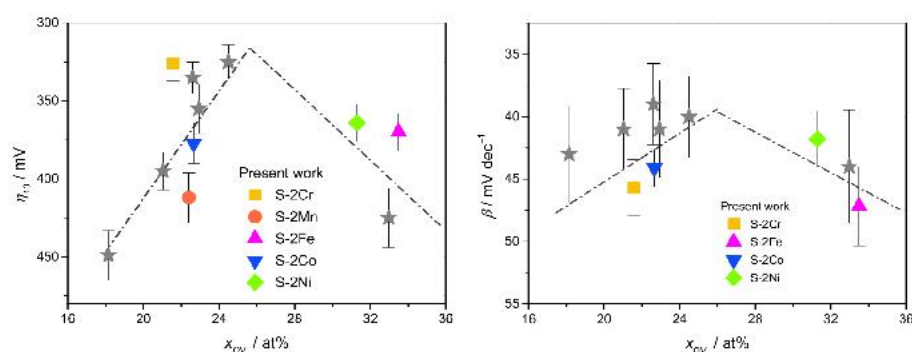 300
350
400
450
η₁₀ / mV
Present work
S-2Cr
S-2Mn
S-2Fe
S-2Co
S-2Ni
16 20 24 28 32 36
x_OV / at%
35
40
45
50
55
β / mV dec⁻¹
Present work
S-2Cr
S-2Fe
S-2Co
S-2Ni
16 20 24 28 32 36
x_OV / at%